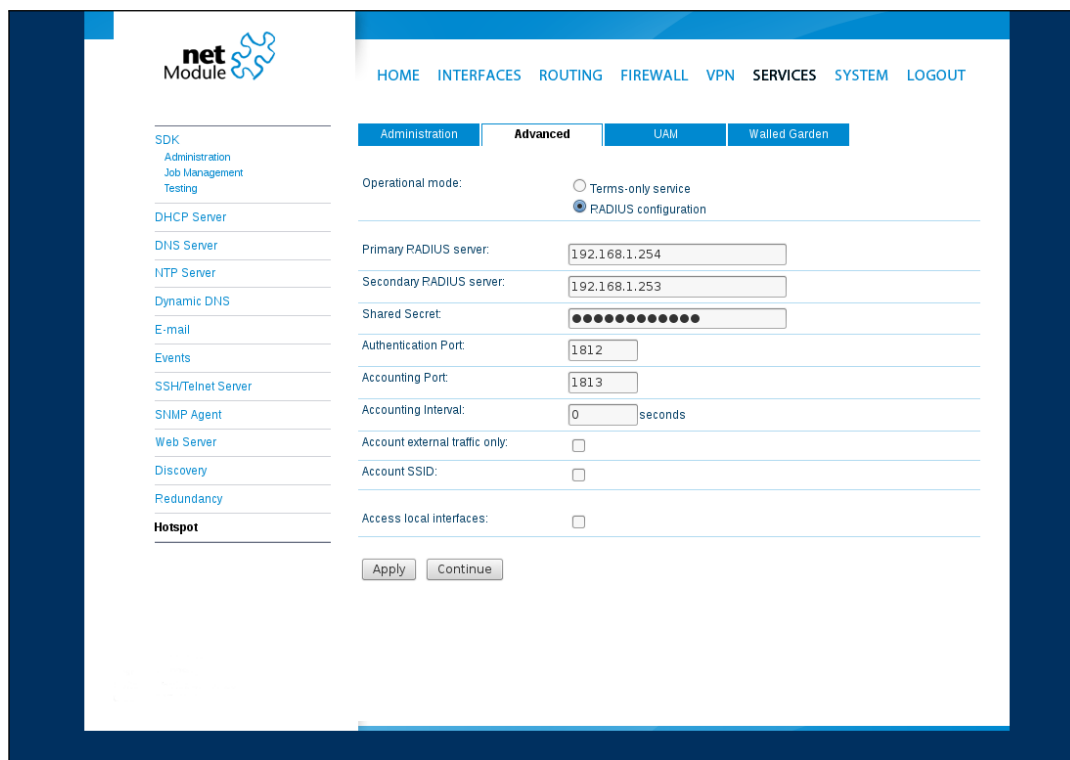 net
Module
HOME INTERFACES ROUTING FIREWALL VPN SERVICES SYSTEM LOGOUT
SDK
Administration
Job Management
Testing
DHCP Server
DNS Server
NTP Server
Dynamic DNS
E-mail
Events
SSH/Telnet Server
SNMP Agent
Web Server
Discovery
Redundancy
Hotspot
Administration Advanced UAM Walled Garden
Operational mode:
Terms-only service
RADIUS configuration
Primary RADIUS server: 192.168.1.254
Secondary RADIUS server: 192.168.1.253
Shared Secret: ●●●●●●●●●●●●
Authentication Port: 1812
Accounting Port: 1813
Accounting Interval: 0 seconds
Account external traffic only:
Account SSID:
Access local interfaces:
Apply Continue